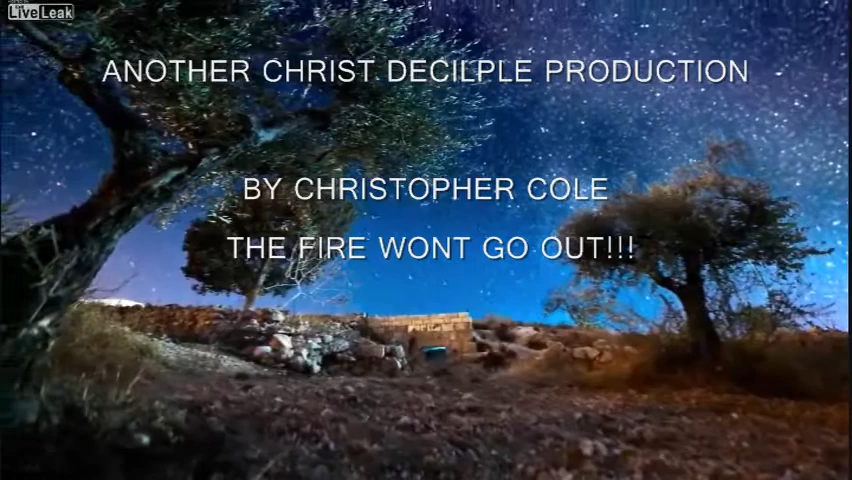 LiveLeak
ANOTHER CHRIST DECILPLE PRODUCTION
BY CHRISTOPHER COLE
THE FIRE WONT GO OUT!!!